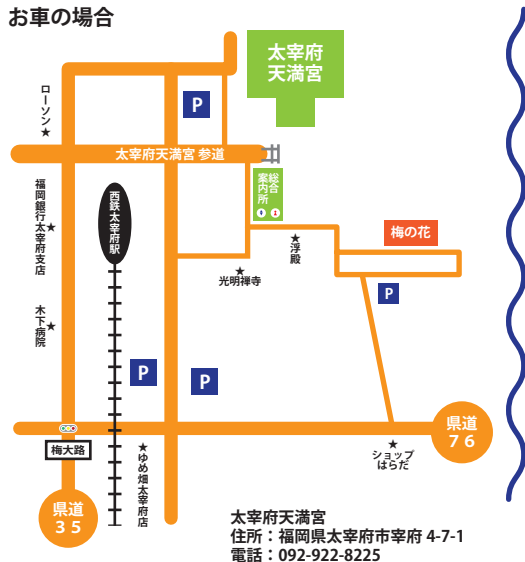 お車の場合
太宰府
天満宮
P
ローソン★
太宰府天満宮 参道
総合
案内所
西鉄太宰府駅
福岡銀行太宰府支店
★
★
浮殿
梅の花
★
光明禅寺
P
木下病院
★
P
P
県道
７６
梅大路
★ゆめ畑太宰府店
★
ショップ
はらだ
県道
３５
太宰府天満宮
住所：福岡県太宰府市宰府 4-7-1
電話：092-922-8225